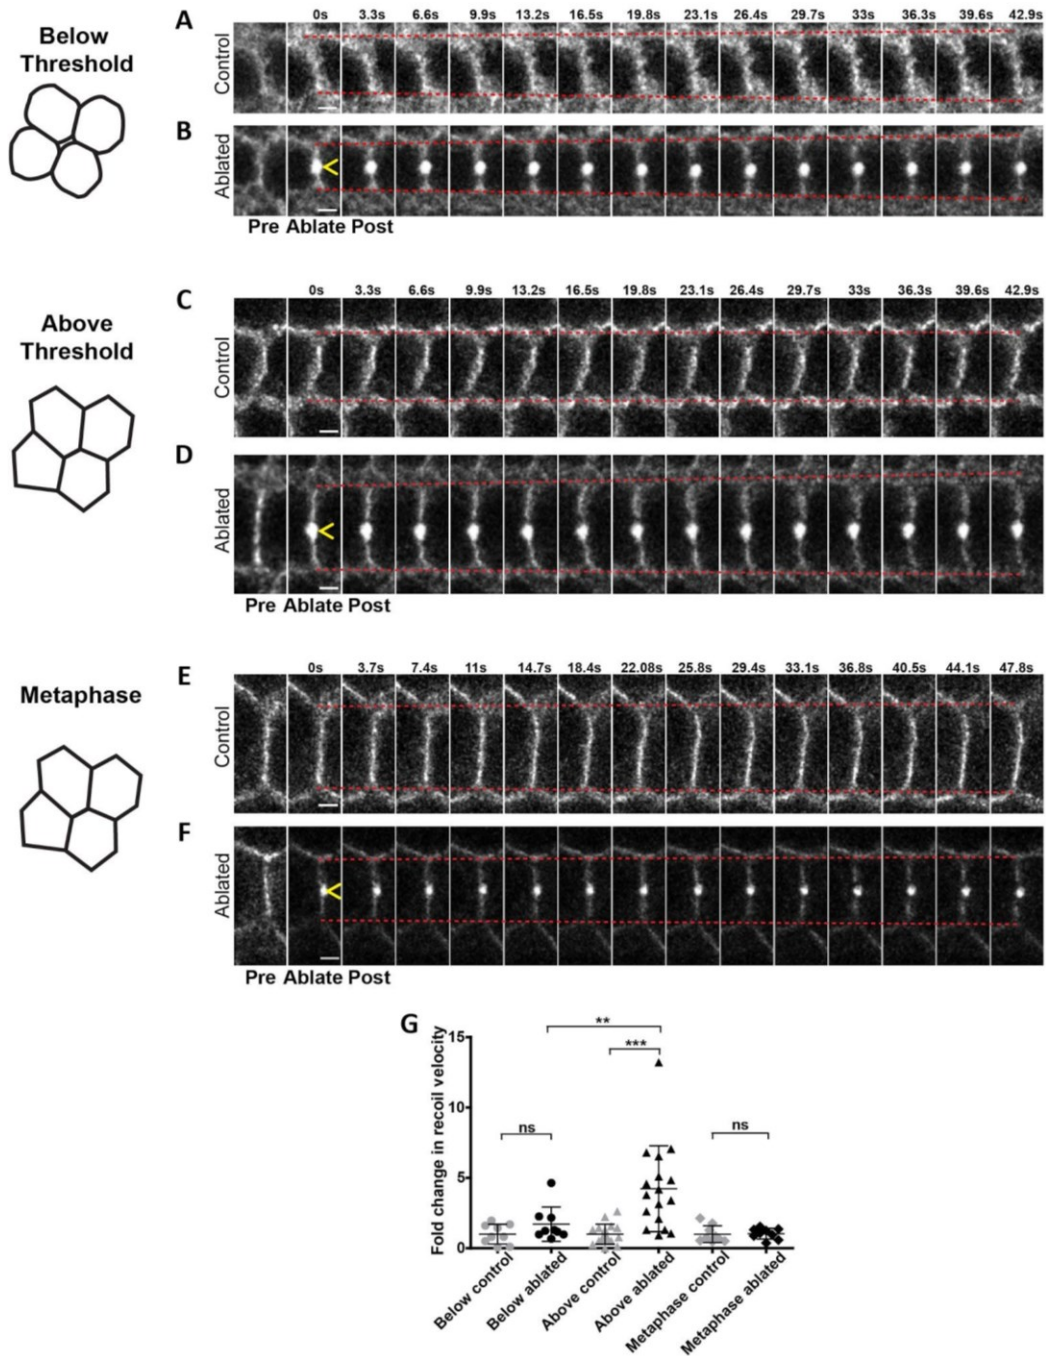 A
0s 3.3s 6.6s 9.9s 13.2s 16.5s 19.8s 23.1s 26.4s 29.7s 33s 36.3s 39.6s 42.9s
Below
Threshold
Control
B
Ablated
Pre Ablate Post
C
0s 3.3s 6.6s 9.9s 13.2s 16.5s 19.8s 23.1s 26.4s 29.7s 33s 36.3s 39.6s 42.9s
Above
Threshold
Control
D
Ablated
Pre Ablate Post
E
0s 3.7s 7.4s 11s 14.7s 18.4s 22.08s 25.8s 29.4s 33.1s 36.8s 40.5s 44.1s 47.8s
Metaphase
Control
F
Ablated
Pre Ablate Post
G
Fold change in recoil velocity
15
10
5
0
**
***
ns
ns
Below control
Below ablated
Above control
Above ablated
Metaphase control
Metaphase ablated